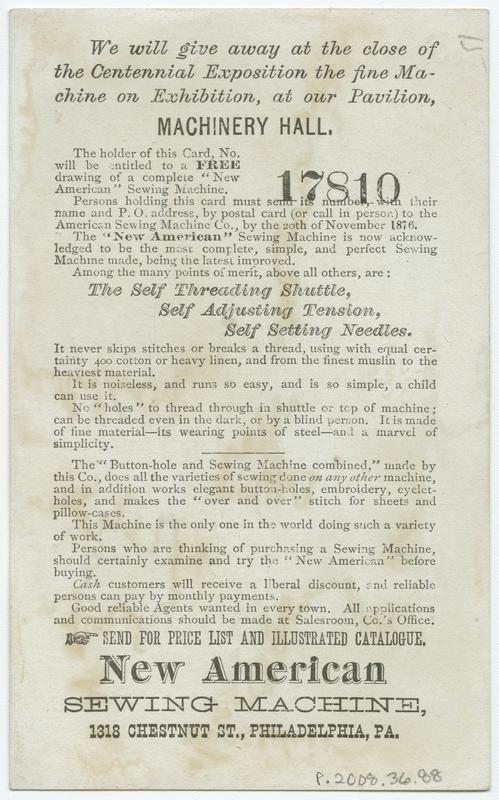 We will give away at the close of
the Centennial Exposition the fine Ma-
chine on Exhibition, at our Pavilion,
MACHINERY HALL.
The holder of this Card, No.
will be entitled to a FREE
drawing of a complete "New
American" Sewing Machine.
17810
Persons holding this card must send its number, with their
name and P. O. address, by postal card (or call in person) to the
American Sewing Machine Co., by the 20th of November 1876.
The "New American" Sewing Machine is now acknow-
ledged to be the most complete, simple, and perfect Sewing
Machine made, being the latest improved.
Among the many points of merit, above all others, are:
The Self Threading Shuttle,
Self Adjusting Tension,
Self Setting Needles.
It never skips stitches or breaks a thread, using with equal cer-
tainty 400 cotton or heavy linen, and from the finest muslin to the
heaviest material.
It is noiseless, and runs so easy, and is so simple, a child
can use it.
No "holes" to thread through in shuttle or top of machine;
can be threaded even in the dark, or by a blind person. It is made
of fine material—its wearing points of steel—and a marvel of
simplicity.
The "Button-hole and Sewing Machine combined," made by
this Co., does all the varieties of sewing done on any other machine,
and in addition works elegant button-holes, embroidery, eyelet-
holes, and makes the "over and over" stitch for sheets and
pillow-cases.
This Machine is the only one in the world doing such a variety
of work.
Persons who are thinking of purchasing a Sewing Machine,
should certainly examine and try the "New American" before
buying.
Cash customers will receive a liberal discount, and reliable
persons can pay by monthly payments.
Good reliable Agents wanted in every town. All applications
and communications should be made at Salesroom, Co.'s Office.
SEND FOR PRICE LIST AND ILLUSTRATED CATALOGUE.
New American
SEWING MACHINE,
1318 CHESTNUT ST., PHILADELPHIA, PA.
P.2008.36.88